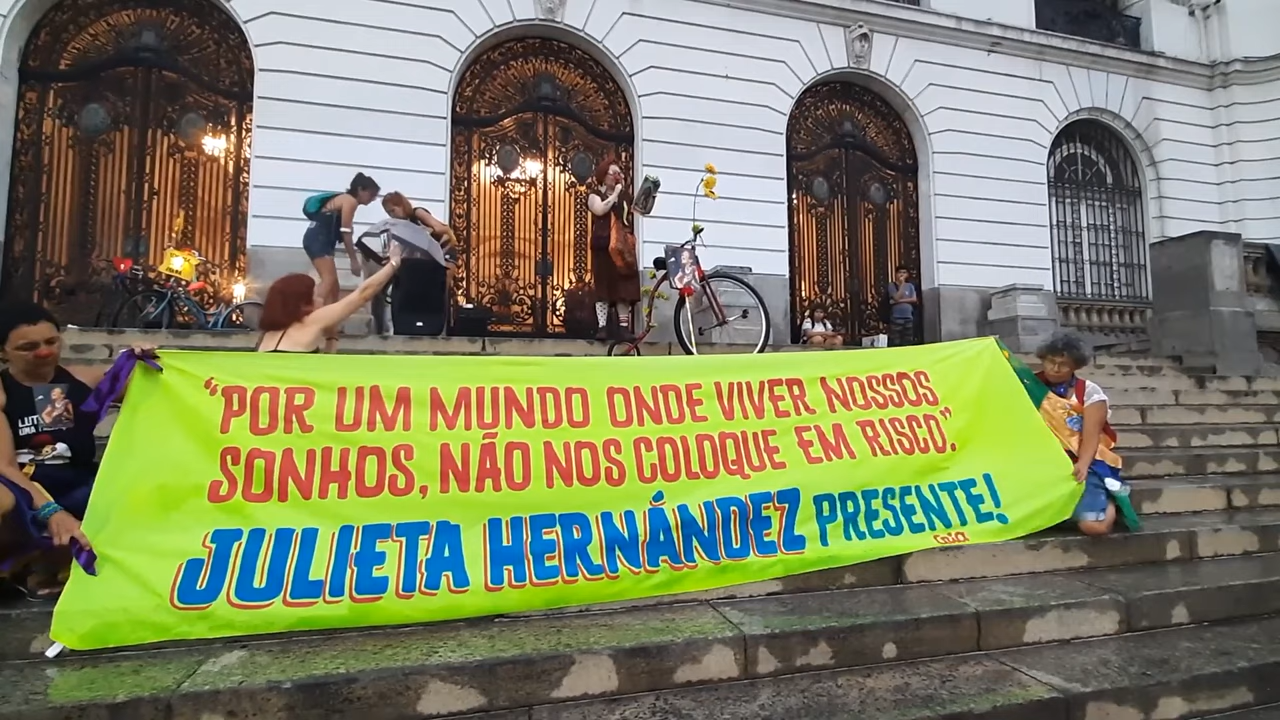 “POR UM MUNDO ONDE VIVER NOSSOS
SONHOS, NÃO NOS COLOQUE EM RISCO.”
JULIETA HERNÁNDEZ PRESENTE!